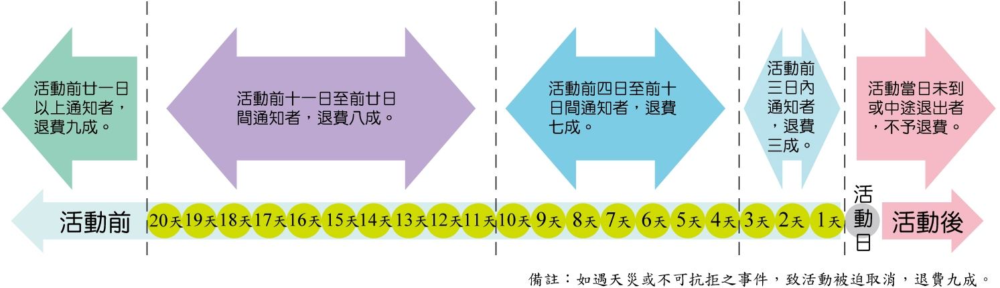 活動前廿一日
以上通知者，
退費九成。
活動前十一日至前廿日
間通知者，退費八成。
活動前四日至前十
日間通知者，退費
七成。
活動前
三日內
通知者
，退費
三成。
活動當日未到
或中途退出者
，不予退費。
活動前
20天
19天
18天
17天
16天
15天
14天
13天
12天
11天
10天
9天
8天
7天
6天
5天
4天
3天
2天
1天
活動日
活動後
備註：如遇天災或不可抗拒之事件，致活動被迫取消，退費九成。